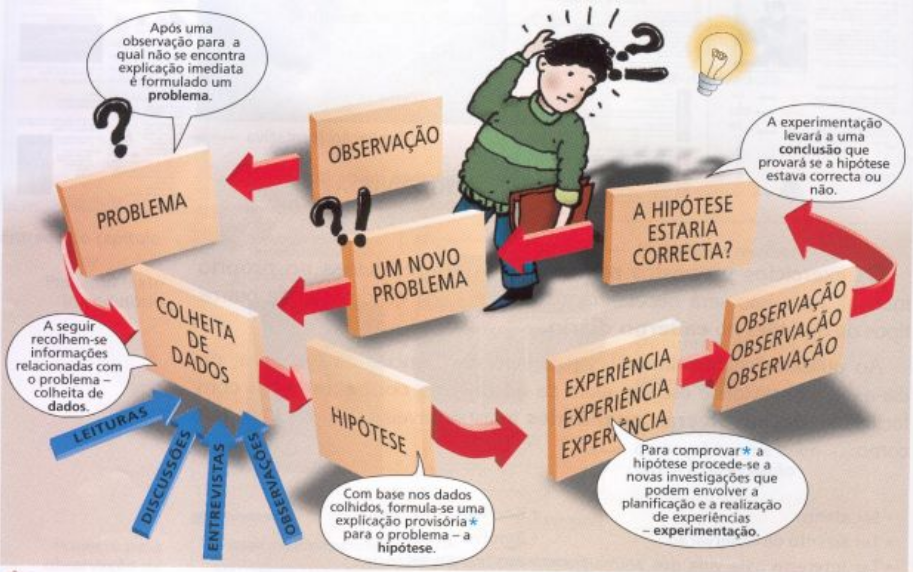 Após uma
observação para a
qual não se encontra
explicação imediata
é formulado um
problema.
?
OBSERVAÇÃO
PROBLEMA
?!
A experimentação
levará a uma
conclusão que
provará se a hipótese
estava correcta ou
não.
A HIPÓTESE
ESTARIA
CORRECTA?
UM NOVO
PROBLEMA
COLHEITA
DE
DADOS
A seguir
recolhem-se
informações
relacionadas com
o problema –
colheita de
dados.
LEITURAS
DISCUSSÕES
ENTREVISTAS
OBSERVAÇÕES
HIPÓTESE
Com base nos dados
colhidos, formula-se uma
explicação provisória*
para o problema – a
hipótese.
EXPERIÊNCIA
EXPERIÊNCIA
EXPERIÊNCIA
Para comprovar* a
hipótese procede-se a
novas investigações que
podem envolver a
planificação e a realização
de experiências
– experimentação.
OBSERVAÇÃO
OBSERVAÇÃO
OBSERVAÇÃO
?!